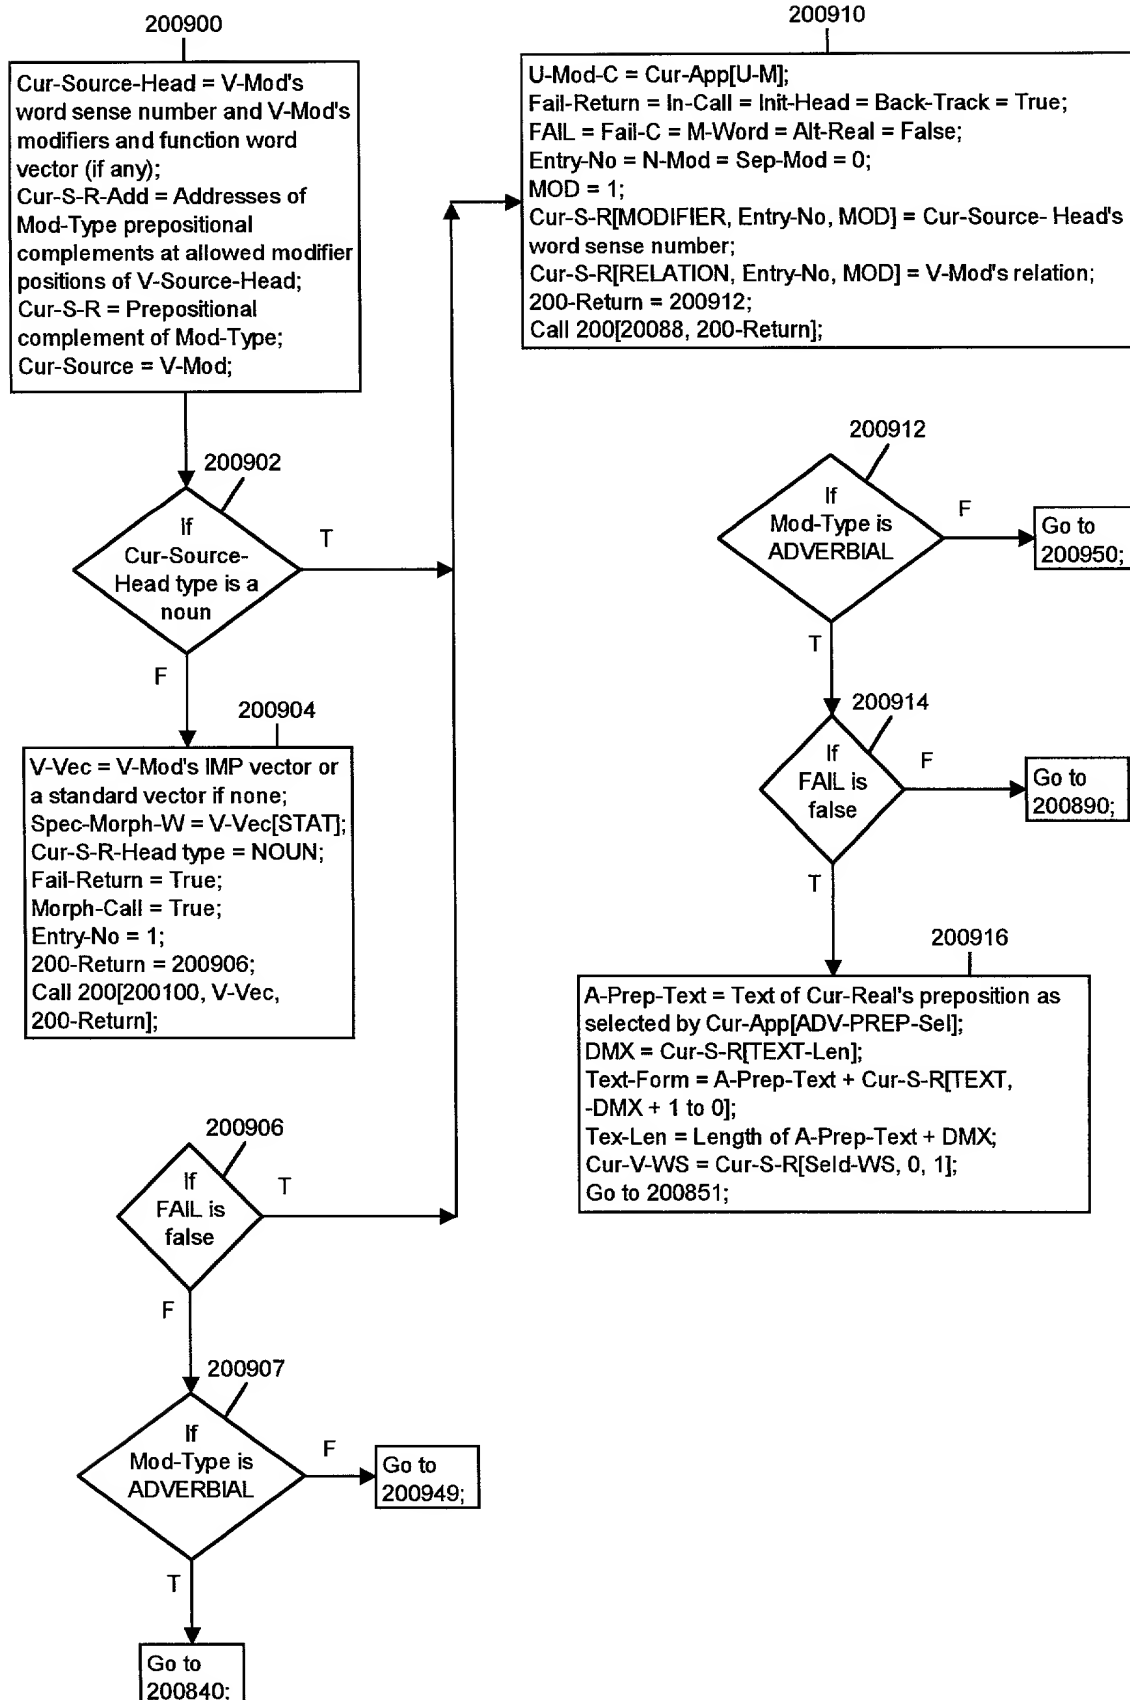 200900
Cur-Source-Head = V-Mod's
word sense number and V-Mod's
modifiers and function word
vector (if any);
Cur-S-R-Add = Addresses of
Mod-Type prepositional
complements at allowed modifier
positions of V-Source-Head;
Cur-S-R = Prepositional
complement of Mod-Type;
Cur-Source = V-Mod;
200902
If
Cur-Source-
Head type is a
noun
T
F
200904
V-Vec = V-Mod's IMP vector or
a standard vector if none;
Spec-Morph-W = V-Vec[STAT];
Cur-S-R-Head type = NOUN;
Fail-Return = True;
Morph-Call = True;
Entry-No = 1;
200-Return = 200906;
Call 200[200100, V-Vec,
200-Return];
200906
If
FAIL is
false
T
F
200907
If
Mod-Type is
ADVERBIAL
F
Go to
200949;
T
Go to
200840;
200910
U-Mod-C = Cur-App[U-M];
Fail-Return = In-Call = Init-Head = Back-Track = True;
FAIL = Fail-C = M-Word = Alt-Real = False;
Entry-No = N-Mod = Sep-Mod = 0;
MOD = 1;
Cur-S-R[MODIFIER, Entry-No, MOD] = Cur-Source- Head's
word sense number;
Cur-S-R[RELATION, Entry-No, MOD] = V-Mod's relation;
200-Return = 200912;
Call 200[20088, 200-Return];
200912
If
Mod-Type is
ADVERBIAL
F
Go to
200950;
T
200914
If
FAIL is
false
F
Go to
200890;
T
200916
A-Prep-Text = Text of Cur-Real's preposition as
selected by Cur-App[ADV-PREP-Sel];
DMX = Cur-S-R[TEXT-Len];
Text-Form = A-Prep-Text + Cur-S-R[TEXT,
-DMX + 1 to 0];
Tex-Len = Length of A-Prep-Text + DMX;
Cur-V-WS = Cur-S-R[Seld-WS, 0, 1];
Go to 200851;